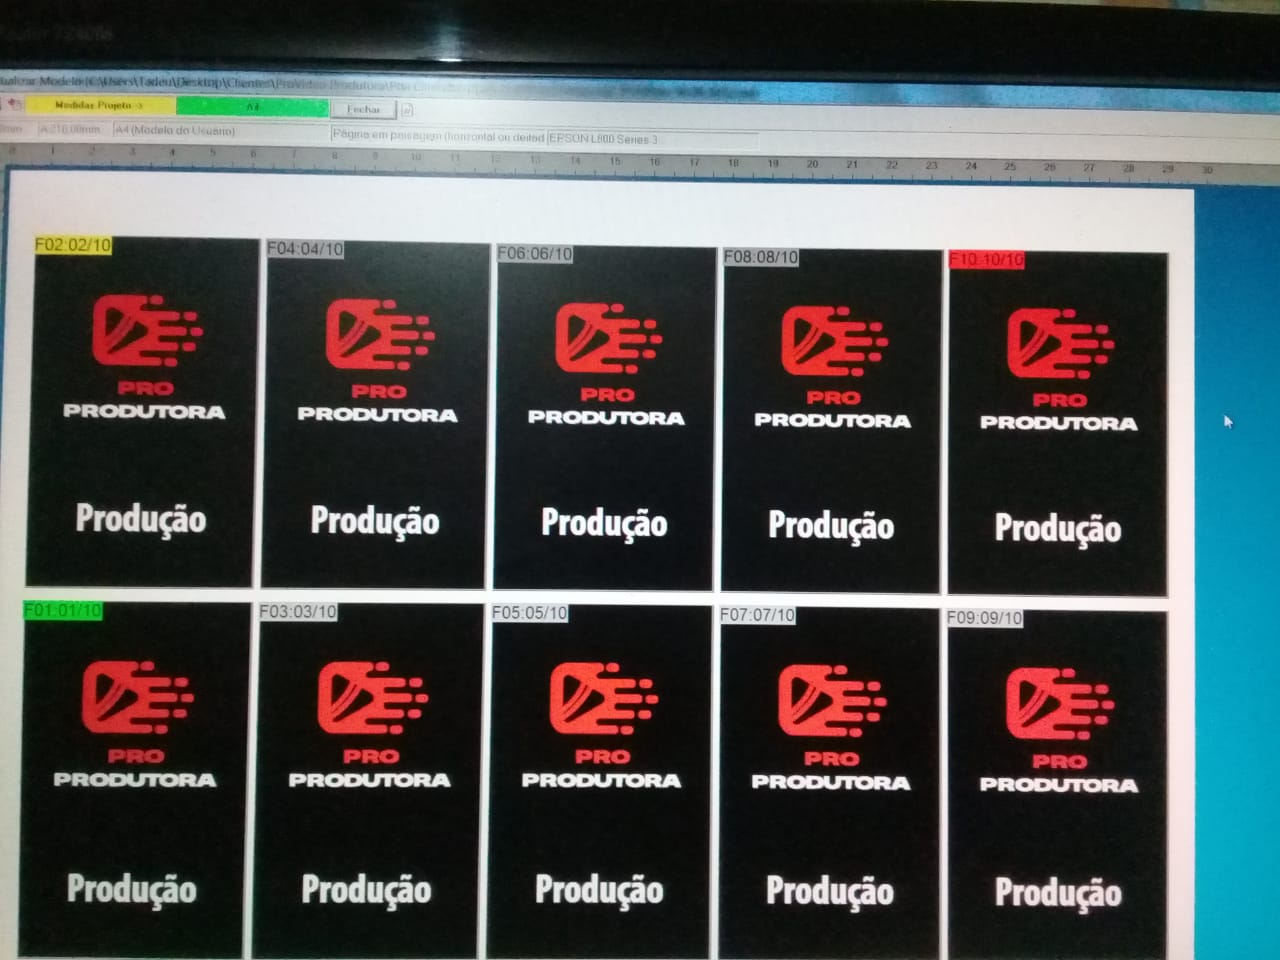 Visualizar Modelo (C:\Users\Tadeu\Desktop\Clientes\ProVideo Produtora\
Medidas Projeto -> A4 Fechar
A:210.00mm A4 (Modelo do Usuário) Página em paisagem (horizontal ou deitad EPSON L800 Series 3
0 1 2 3 4 5 6 7 8 9 10 11 12 13 14 15 16 17 18 19 20 21 22 23 24 25 26 27 28 29 30
F02:02/10 F04:04/10 F06:06/10 F08:08/10 F10:10/10
PRO PRO PRO PRO PRO
PRODUTORA PRODUTORA PRODUTORA PRODUTORA PRODUTORA
Produção Produção Produção Produção Produção
F01:01/10 F03:03/10 F05:05/10 F07:07/10 F09:09/10
PRO PRO PRO PRO PRO
PRODUTORA PRODUTORA PRODUTORA PRODUTORA PRODUTORA
Produção Produção Produção Produção Produção